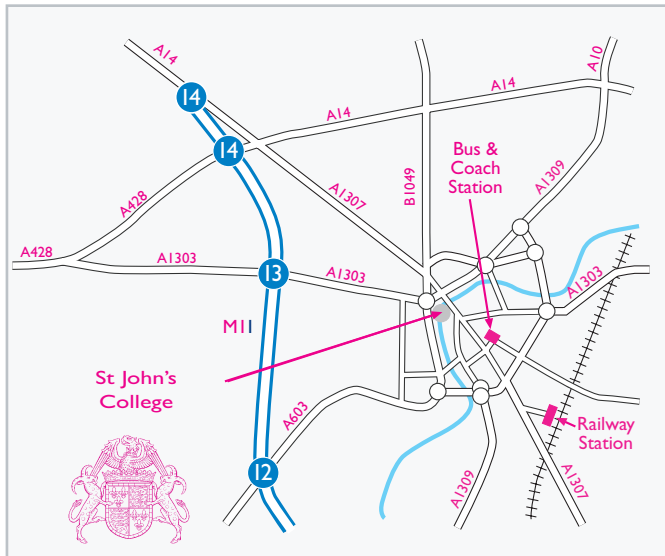 A14
A10
14
A14
A14
14
Bus &
Coach
Station
A428
A1307
B1049
A1309
A428
A1303
13
A1303
A1303
M11
St John's
College
A603
Railway
Station
12
A1309
A1307